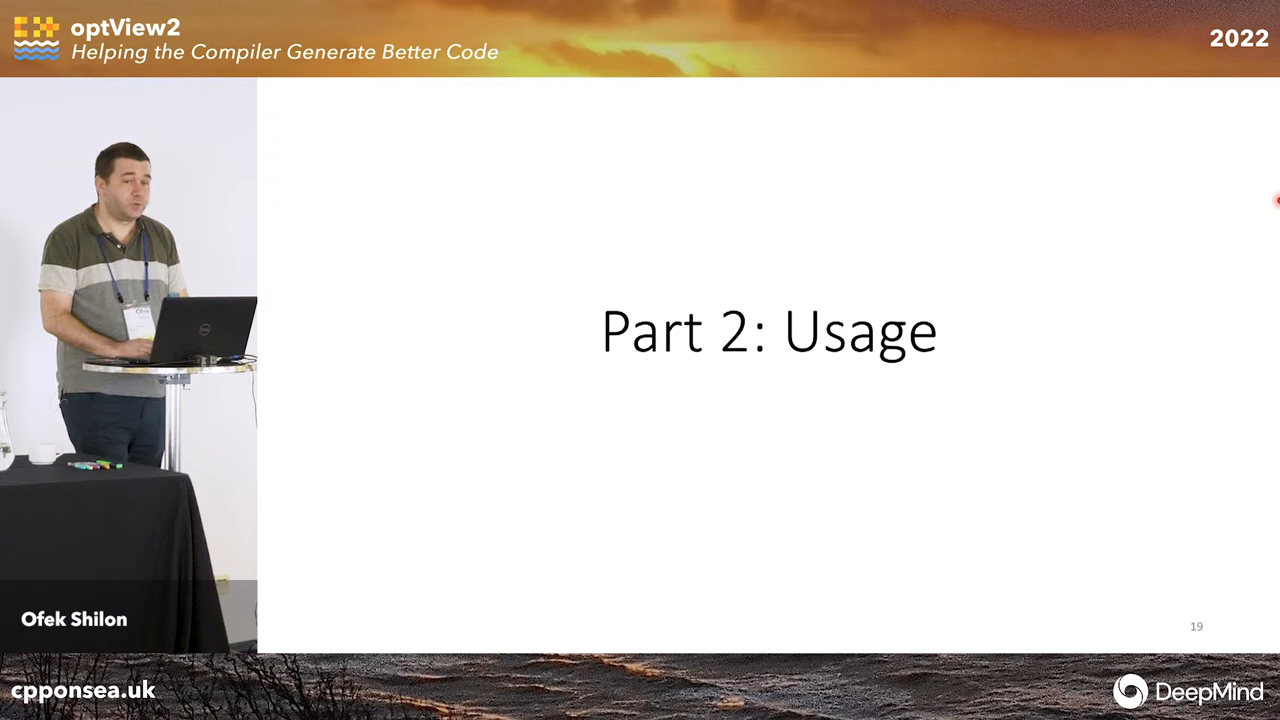 optView2
Helping the Compiler Generate Better Code
2022
Part 2: Usage
19
Ofek Shilon
cpponsea.uk
DeepMind